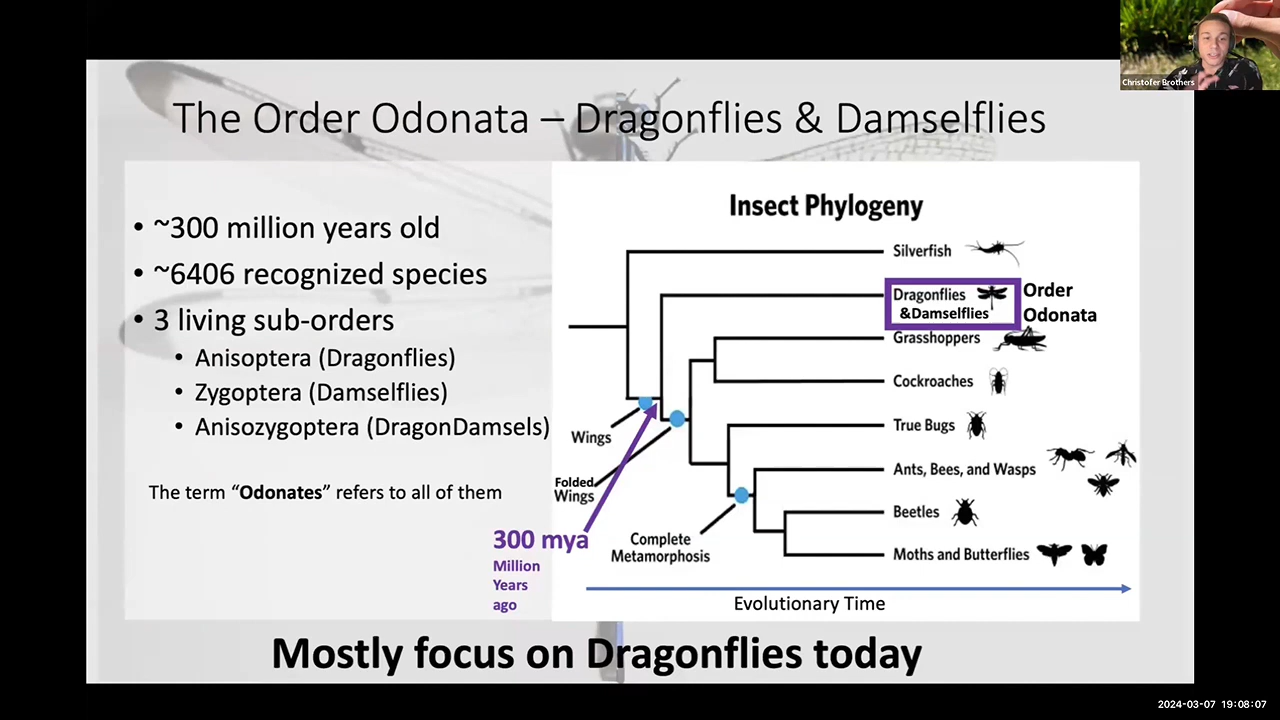 Christofer Brothers
The Order Odonata – Dragonflies & Damselflies
• ~300 million years old
• ~6406 recognized species
• 3 living sub-orders
• Anisoptera (Dragonflies)
• Zygoptera (Damselflies)
• Anisozygoptera (DragonDamsels)
The term “Odonates” refers to all of them
300 mya
Million
Years
ago
Insect Phylogeny
Silverfish
Dragonflies
&Damselflies
Order
Odonata
Grasshoppers
Cockroaches
True Bugs
Ants, Bees, and Wasps
Beetles
Moths and Butterflies
Wings
Folded
Wings
Complete
Metamorphosis
Evolutionary Time
Mostly focus on Dragonflies today
2024-03-07 19:08:07